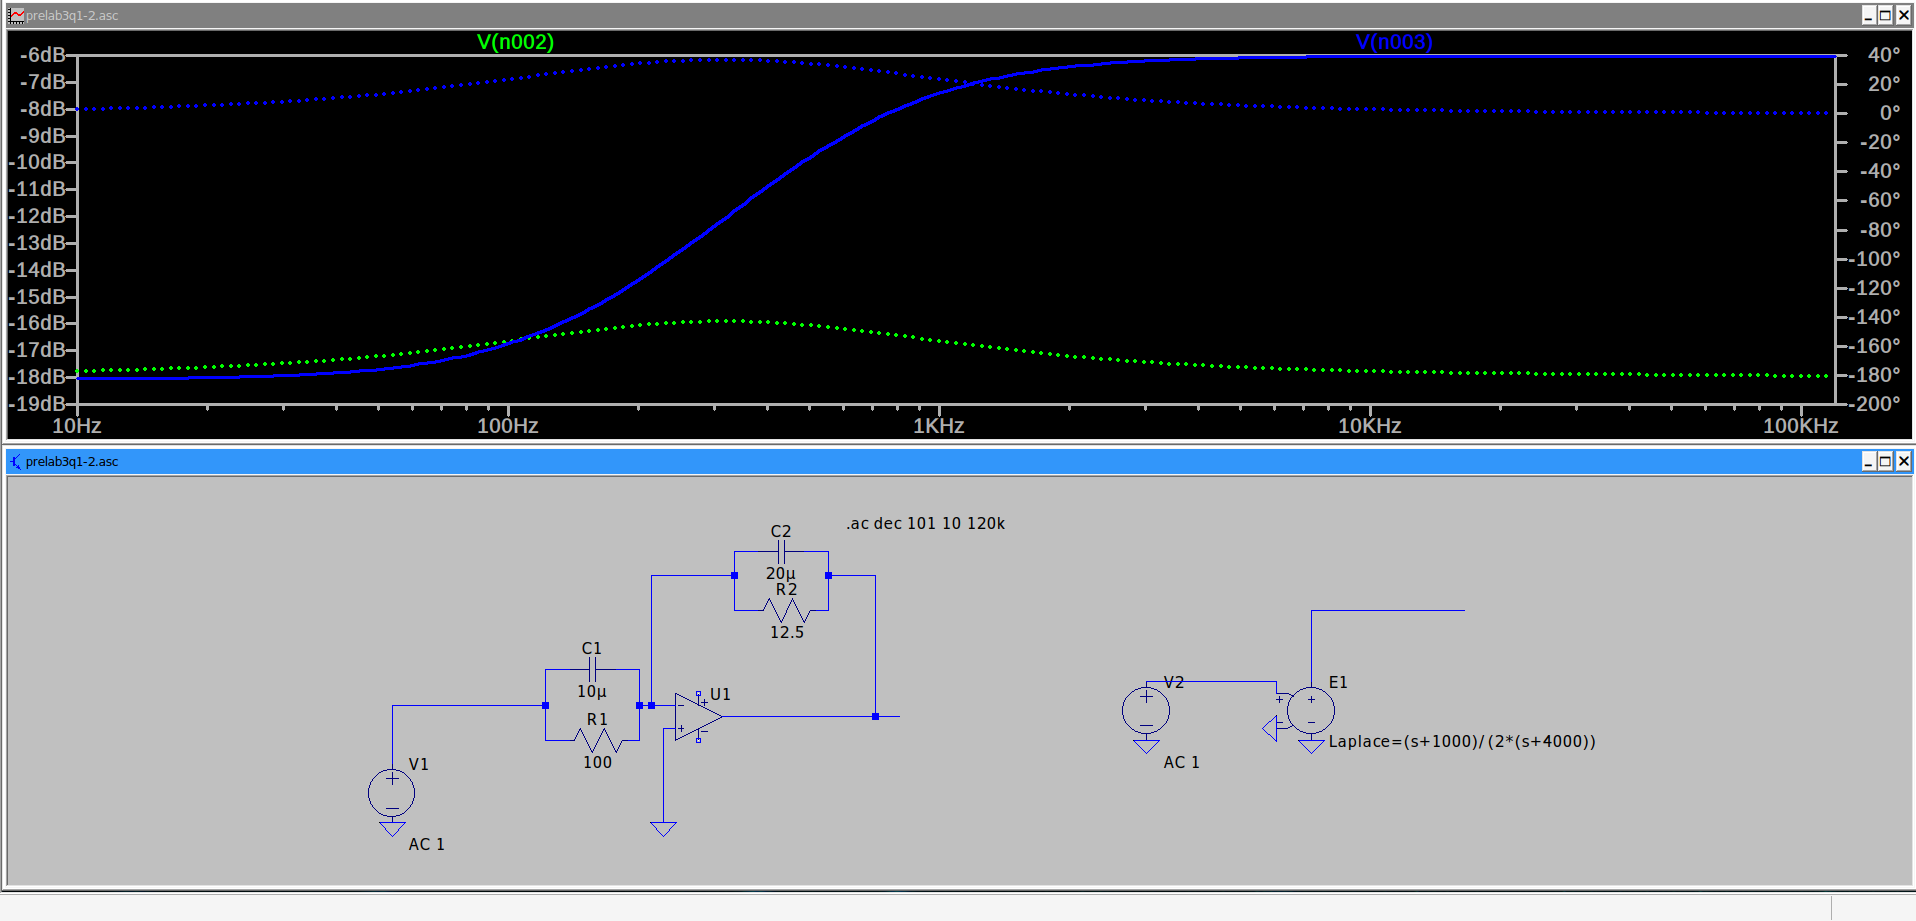 prelab3q1-2.asc
V(n002) V(n003)
-6dB 40°
-7dB 20°
-8dB 0°
-9dB -20°
-10dB -40°
-11dB -60°
-12dB -80°
-13dB -100°
-14dB -120°
-15dB -140°
-16dB -160°
-17dB -180°
-18dB -200°
-19dB
10Hz 100Hz 1KHz 10KHz 100KHz
prelab3q1-2.asc
.ac dec 101 10 120k
C2
20µ
R2
12.5
C1
10µ
R1
100
U1
V1
AC 1
V2
AC 1
E1
Laplace=(s+1000)/(2*(s+4000))